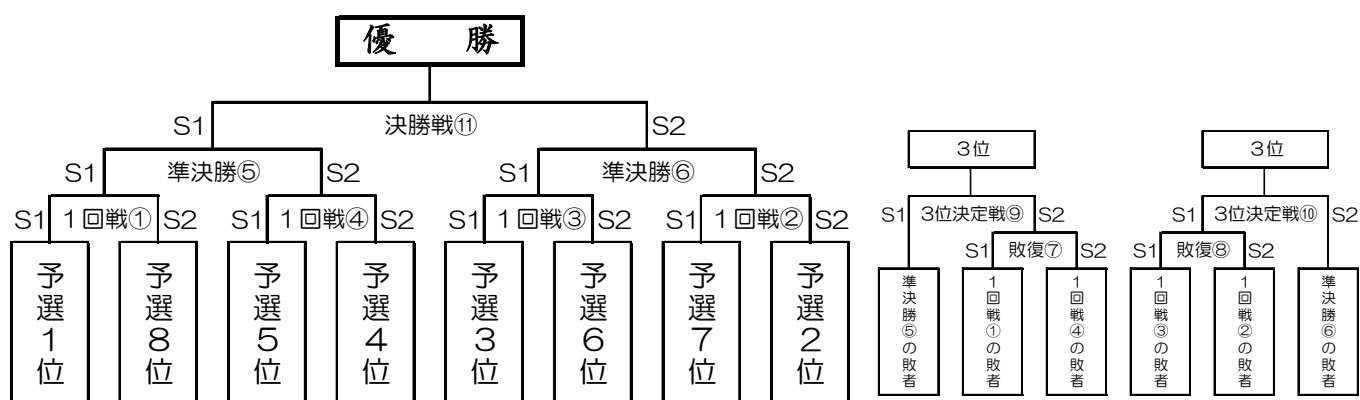 優　勝
S1 決勝戦⑪ S2
S1 準決勝⑤ S2 S1 準決勝⑥ S2
S1 1回戦① S2 S1 1回戦④ S2 S1 1回戦③ S2 S1 1回戦② S2
予選1位
予選8位
予選5位
予選4位
予選3位
予選6位
予選7位
予選2位
3位
S1 3位決定戦⑨ S2
S1 敗復⑦ S2
準決勝⑤の敗者
1回戦①の敗者
1回戦④の敗者
3位
S1 3位決定戦⑩ S2
S1 敗復⑧ S2
1回戦③の敗者
1回戦②の敗者
準決勝⑥の敗者